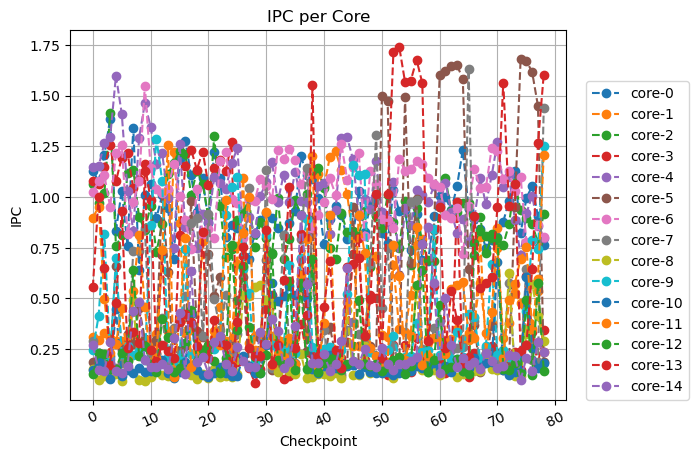 IPC per Core
IPC
1.75
1.50
1.25
1.00
0.75
0.50
0.25
0
10
20
30
40
50
60
70
80
Checkpoint
core-0
core-1
core-2
core-3
core-4
core-5
core-6
core-7
core-8
core-9
core-10
core-11
core-12
core-13
core-14